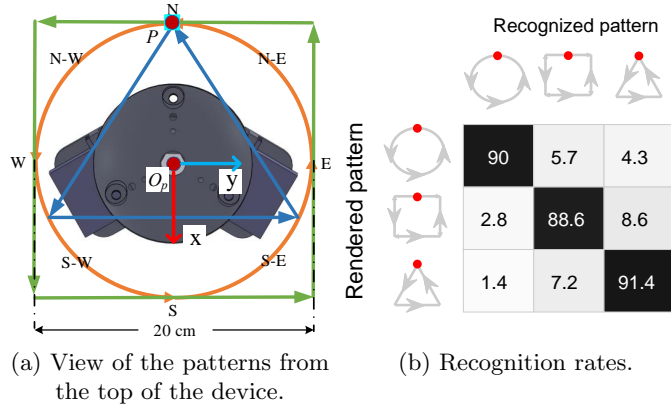 N
P
N-W
N-E
W
E
O_p
y
x
S-W
S-E
S
20 cm
(a) View of the patterns from
the top of the device.
Recognized pattern
Rendered pattern
90 5.7 4.3
2.8 88.6 8.6
1.4 7.2 91.4
(b) Recognition rates.